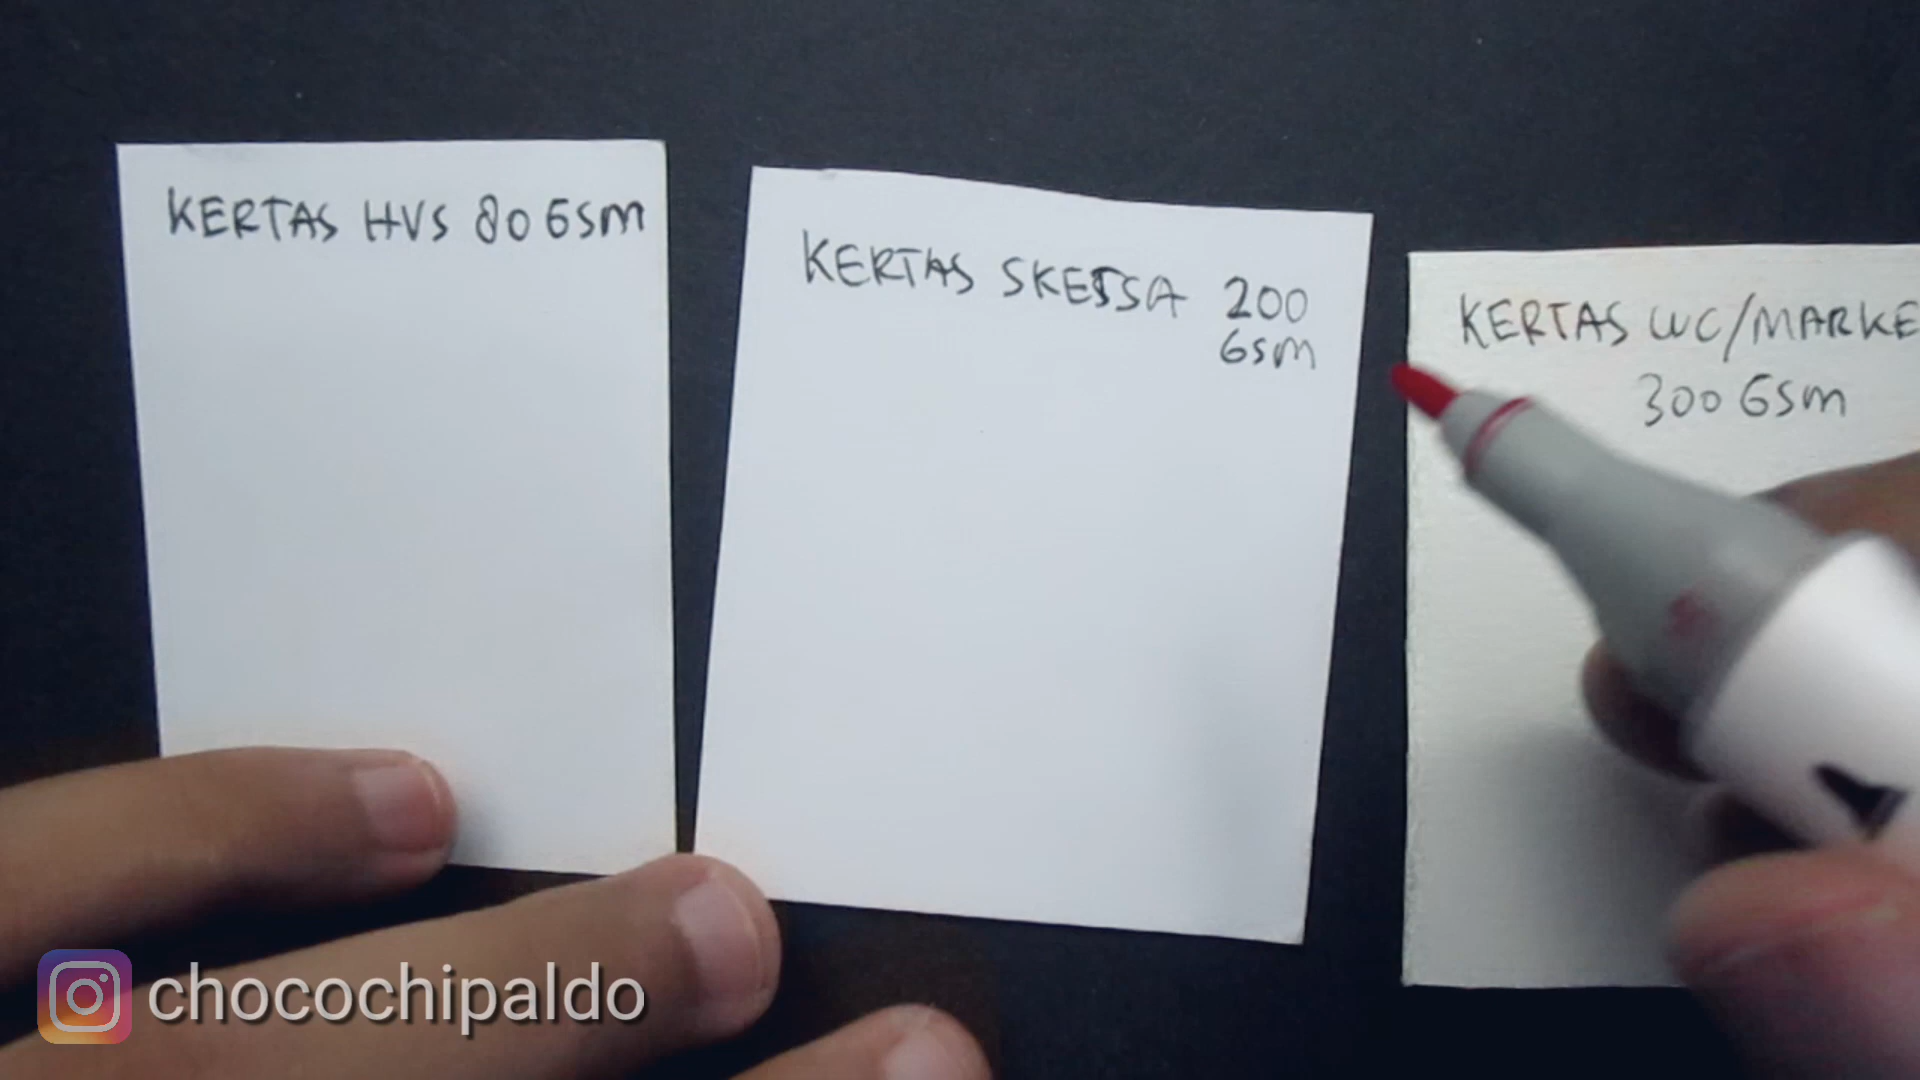 KERTAS HVS 80 GSM
KERTAS SKETSA 200
GSM
KERTAS WC/MARKE
300 GSM
chocochipaldo